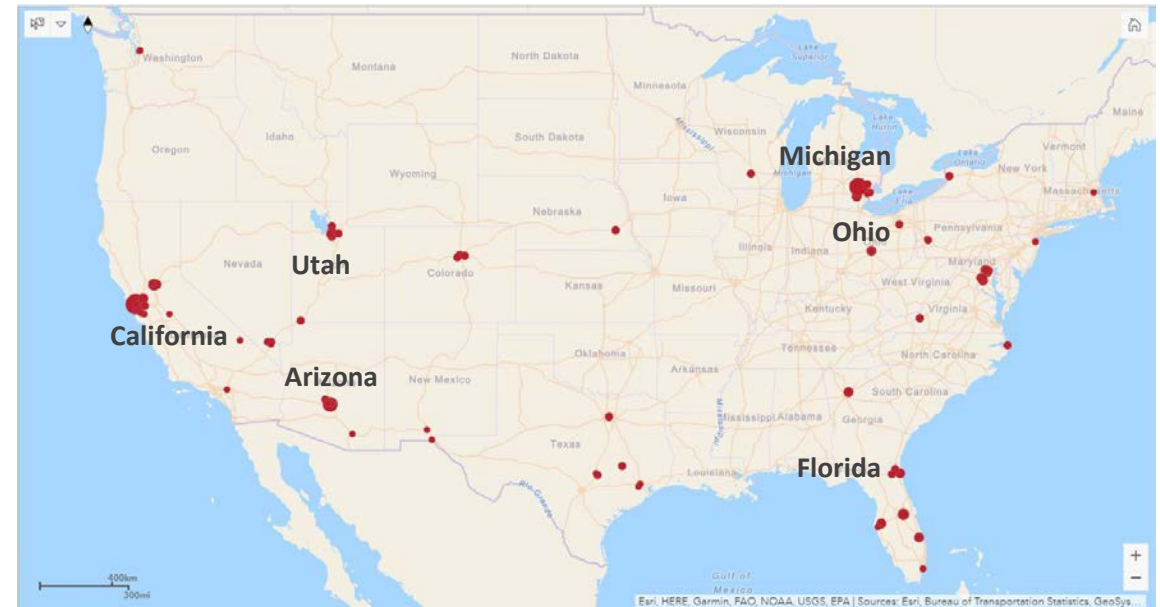 Washington
Montana
North Dakota
Minnesota
Lake
Superior
Maine
Oregon
Idaho
South Dakota
Wisconsin
Mississippi
Lake
Huron
Michigan
Michigan
Lake
Ontario
Vermont
New York
Massachusetts
Wyoming
Iowa
Lake
Erie
Nebraska
Pennsylvania
Nevada
Utah
Colorado
Illinois
Indiana
Ohio
Maryland
West Virginia
Kansas
Missouri
Kentucky
Virginia
California
Arizona
New Mexico
Oklahoma
Arkansas
Tennessee
North Carolina
South Carolina
Mississippi
Mississippi
Alabama
Georgia
Texas
Louisiana
Florida
Rio Grande
Gulf of
Mexico
400km
300mi
+
−
Esri, HERE, Garmin, FAO, NOAA, USGS, EPA | Sources: Esri, Bureau of Transportation Statistics, GeoSys...